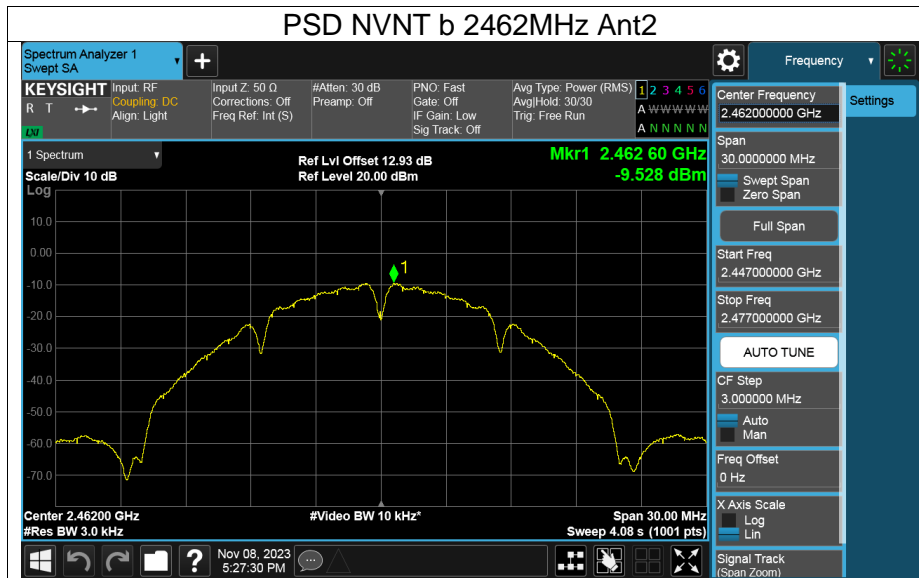 PSD NVNT b 2462MHz Ant2
Spectrum Analyzer 1
Swept SA
+
Frequency
KEYSIGHT
R T
LXI
Input: RF
Coupling: DC
Align: Light
Input Z: 50 Ω
Corrections: Off
Freq Ref: Int (S)
#Atten: 30 dB
Preamp: Off
PNO: Fast
Gate: Off
IF Gain: Low
Sig Track: Off
Avg Type: Power (RMS)
Avg|Hold: 30/30
Trig: Free Run
1 2 3 4 5 6
A W W W W W
A N N N N N
1 Spectrum
Scale/Div 10 dB
Log
Ref Lvl Offset 12.93 dB
Ref Level 20.00 dBm
Mkr1 2.462 60 GHz
-9.528 dBm
10.0
0.00
-10.0
-20.0
-30.0
-40.0
-50.0
-60.0
-70.0
1
Center 2.46200 GHz
#Res BW 3.0 kHz
#Video BW 10 kHz*
Span 30.00 MHz
Sweep 4.08 s (1001 pts)
Center Frequency
2.462000000 GHz
Settings
Span
30.0000000 MHz
Swept Span
Zero Span
Full Span
Start Freq
2.447000000 GHz
Stop Freq
2.477000000 GHz
AUTO TUNE
CF Step
3.000000 MHz
Auto
Man
Freq Offset
0 Hz
X Axis Scale
Log
Lin
Signal Track
(Span Zoom)
?
Nov 08, 2023
5:27:30 PM